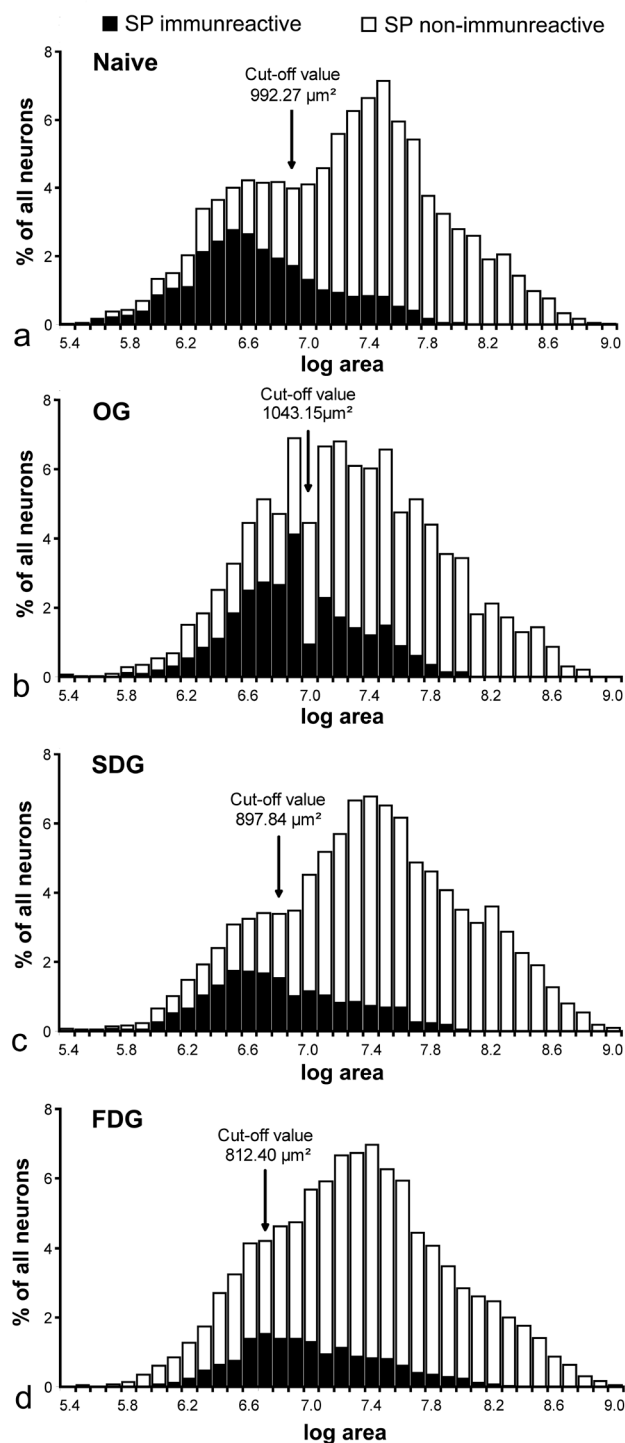 SP immunreactive SP non-immunreactive
Naive
Cut-off value
992.27 µm²
8
6
4
2
0
% of all neurons
5.4 5.8 6.2 6.6 7.0 7.4 7.8 8.2 8.6 9.0
log area
a
OG
Cut-off value
1043.15µm²
8
6
4
2
0
% of all neurons
5.4 5.8 6.2 6.6 7.0 7.4 7.8 8.2 8.6 9.0
log area
b
SDG
Cut-off value
897.84 µm²
8
6
4
2
0
% of all neurons
5.4 5.8 6.2 6.6 7.0 7.4 7.8 8.2 8.6 9.0
log area
c
FDG
Cut-off value
812.40 µm²
8
6
4
2
0
% of all neurons
5.4 5.8 6.2 6.6 7.0 7.4 7.8 8.2 8.6 9.0
log area
d